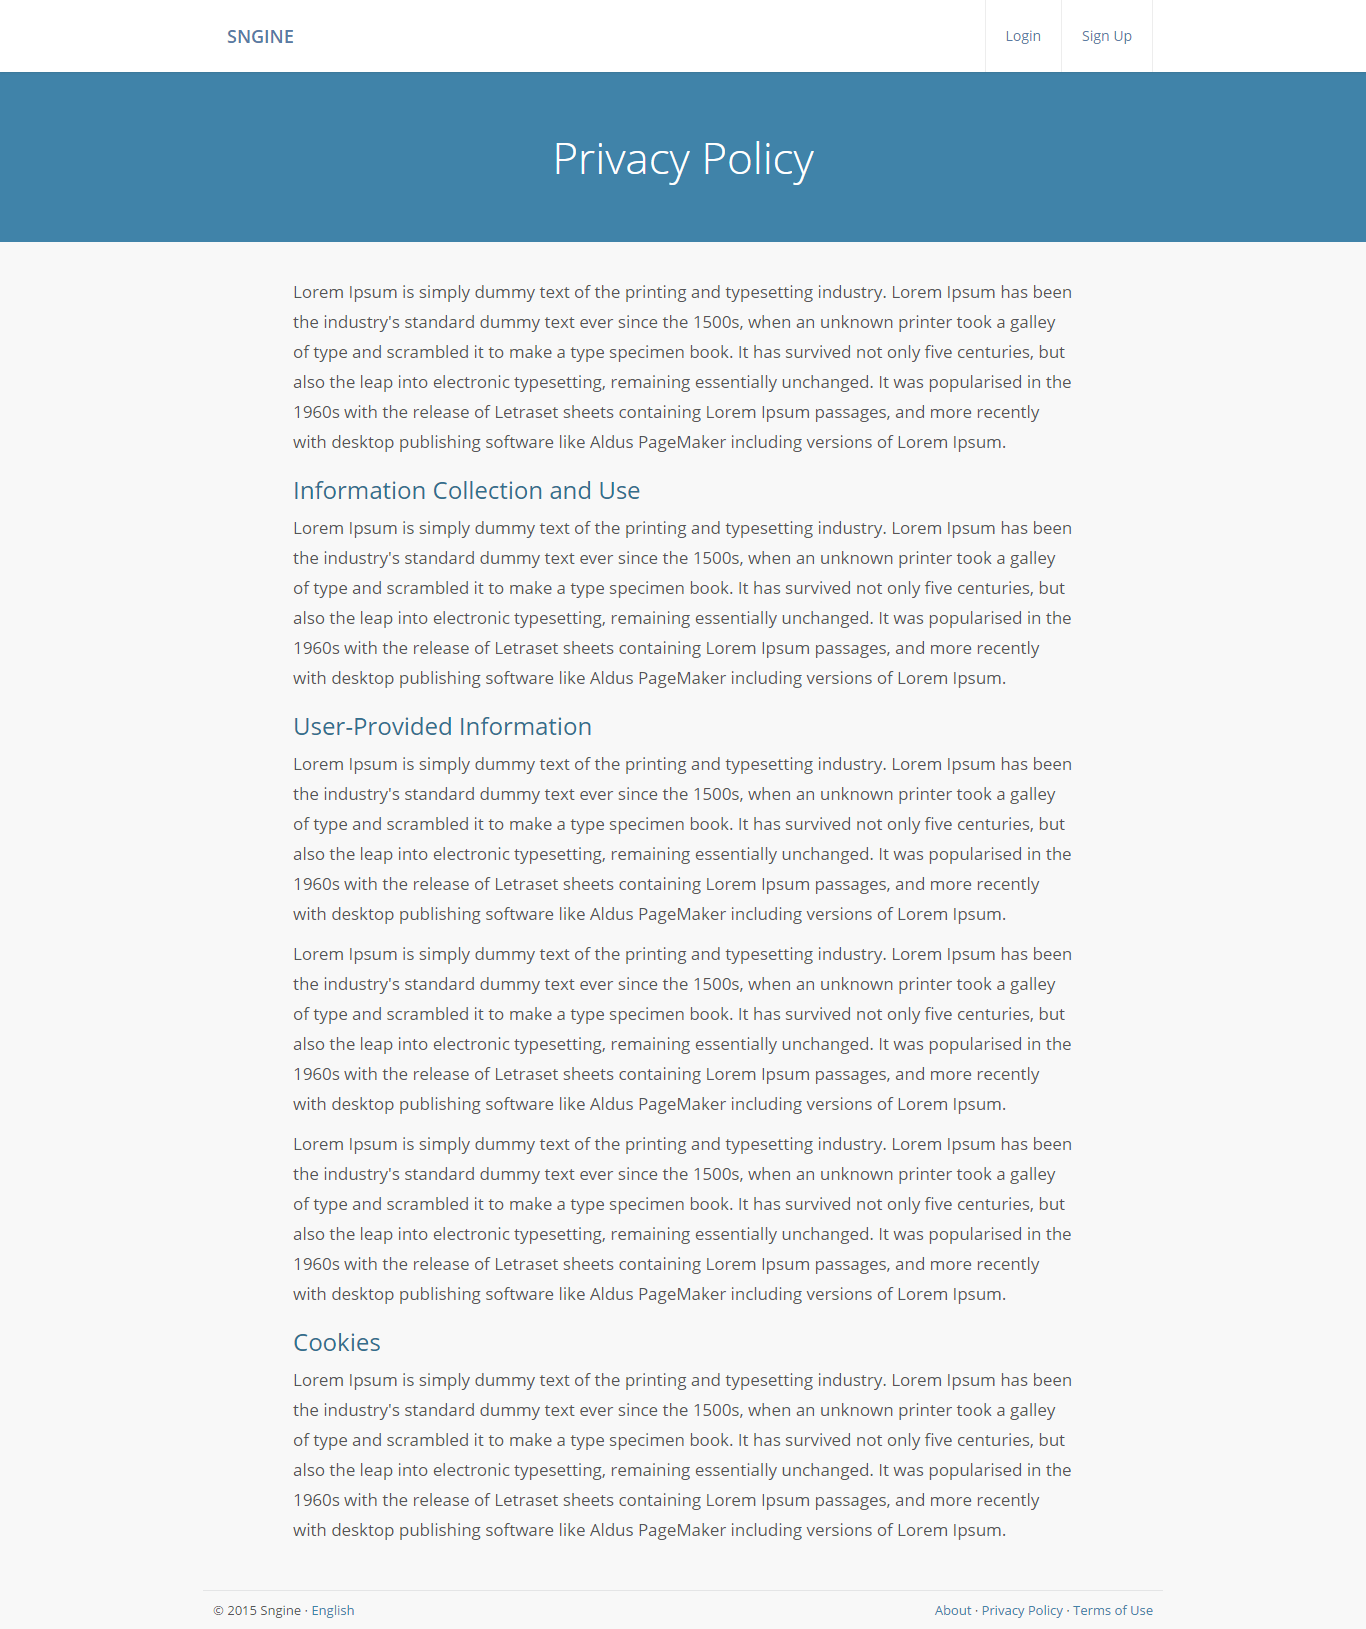 SNGINE
Login
Sign Up
Privacy Policy
Lorem Ipsum is simply dummy text of the printing and typesetting industry. Lorem Ipsum has been
the industry's standard dummy text ever since the 1500s, when an unknown printer took a galley
of type and scrambled it to make a type specimen book. It has survived not only five centuries, but
also the leap into electronic typesetting, remaining essentially unchanged. It was popularised in the
1960s with the release of Letraset sheets containing Lorem Ipsum passages, and more recently
with desktop publishing software like Aldus PageMaker including versions of Lorem Ipsum.
Information Collection and Use
Lorem Ipsum is simply dummy text of the printing and typesetting industry. Lorem Ipsum has been
the industry's standard dummy text ever since the 1500s, when an unknown printer took a galley
of type and scrambled it to make a type specimen book. It has survived not only five centuries, but
also the leap into electronic typesetting, remaining essentially unchanged. It was popularised in the
1960s with the release of Letraset sheets containing Lorem Ipsum passages, and more recently
with desktop publishing software like Aldus PageMaker including versions of Lorem Ipsum.
User-Provided Information
Lorem Ipsum is simply dummy text of the printing and typesetting industry. Lorem Ipsum has been
the industry's standard dummy text ever since the 1500s, when an unknown printer took a galley
of type and scrambled it to make a type specimen book. It has survived not only five centuries, but
also the leap into electronic typesetting, remaining essentially unchanged. It was popularised in the
1960s with the release of Letraset sheets containing Lorem Ipsum passages, and more recently
with desktop publishing software like Aldus PageMaker including versions of Lorem Ipsum.
Lorem Ipsum is simply dummy text of the printing and typesetting industry. Lorem Ipsum has been
the industry's standard dummy text ever since the 1500s, when an unknown printer took a galley
of type and scrambled it to make a type specimen book. It has survived not only five centuries, but
also the leap into electronic typesetting, remaining essentially unchanged. It was popularised in the
1960s with the release of Letraset sheets containing Lorem Ipsum passages, and more recently
with desktop publishing software like Aldus PageMaker including versions of Lorem Ipsum.
Lorem Ipsum is simply dummy text of the printing and typesetting industry. Lorem Ipsum has been
the industry's standard dummy text ever since the 1500s, when an unknown printer took a galley
of type and scrambled it to make a type specimen book. It has survived not only five centuries, but
also the leap into electronic typesetting, remaining essentially unchanged. It was popularised in the
1960s with the release of Letraset sheets containing Lorem Ipsum passages, and more recently
with desktop publishing software like Aldus PageMaker including versions of Lorem Ipsum.
Cookies
Lorem Ipsum is simply dummy text of the printing and typesetting industry. Lorem Ipsum has been
the industry's standard dummy text ever since the 1500s, when an unknown printer took a galley
of type and scrambled it to make a type specimen book. It has survived not only five centuries, but
also the leap into electronic typesetting, remaining essentially unchanged. It was popularised in the
1960s with the release of Letraset sheets containing Lorem Ipsum passages, and more recently
with desktop publishing software like Aldus PageMaker including versions of Lorem Ipsum.
© 2015 Sngine · English
About · Privacy Policy · Terms of Use